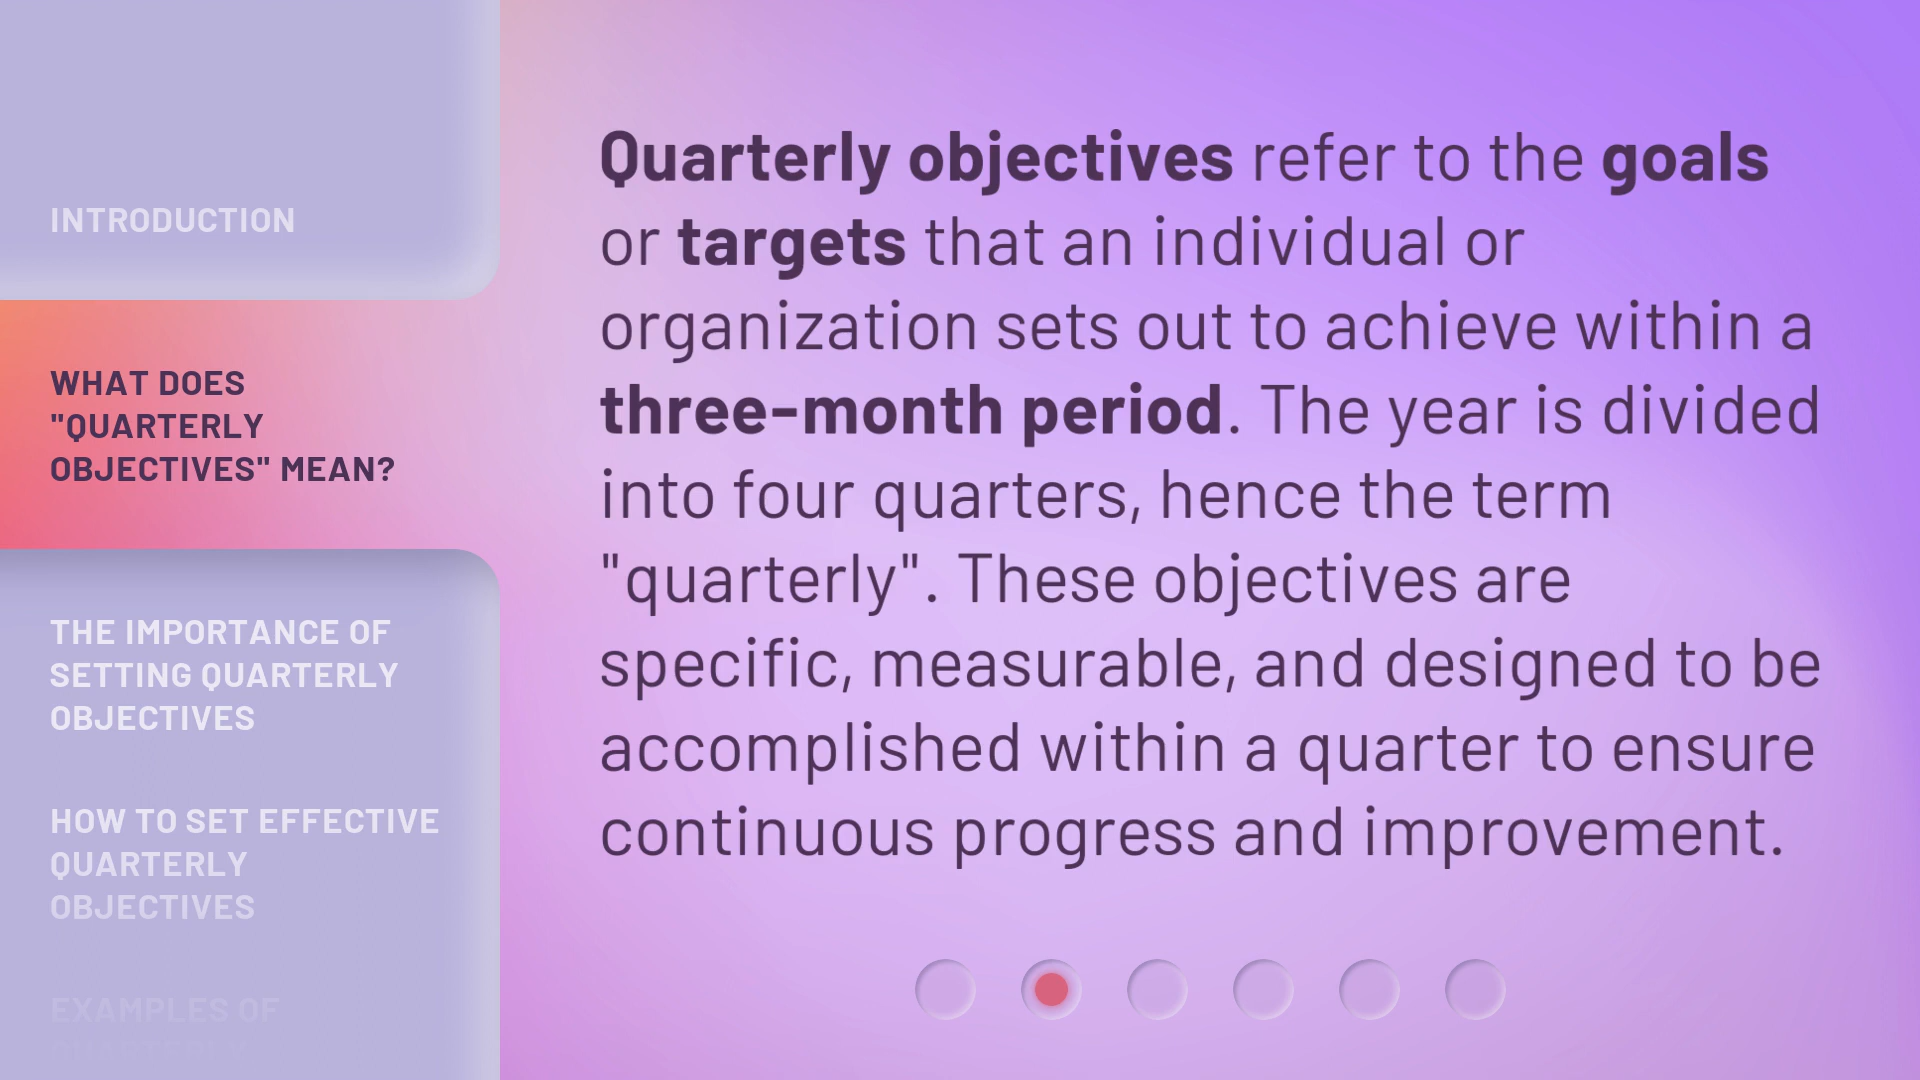 INTRODUCTION
WHAT DOES
"QUARTERLY
OBJECTIVES" MEAN?
THE IMPORTANCE OF
SETTING QUARTERLY
OBJECTIVES
HOW TO SET EFFECTIVE
QUARTERLY
OBJECTIVES
EXAMPLES OF
QUARTERLY
Quarterly objectives refer to the goals
or targets that an individual or
organization sets out to achieve within a
three-month period. The year is divided
into four quarters, hence the term
"quarterly". These objectives are
specific, measurable, and designed to be
accomplished within a quarter to ensure
continuous progress and improvement.